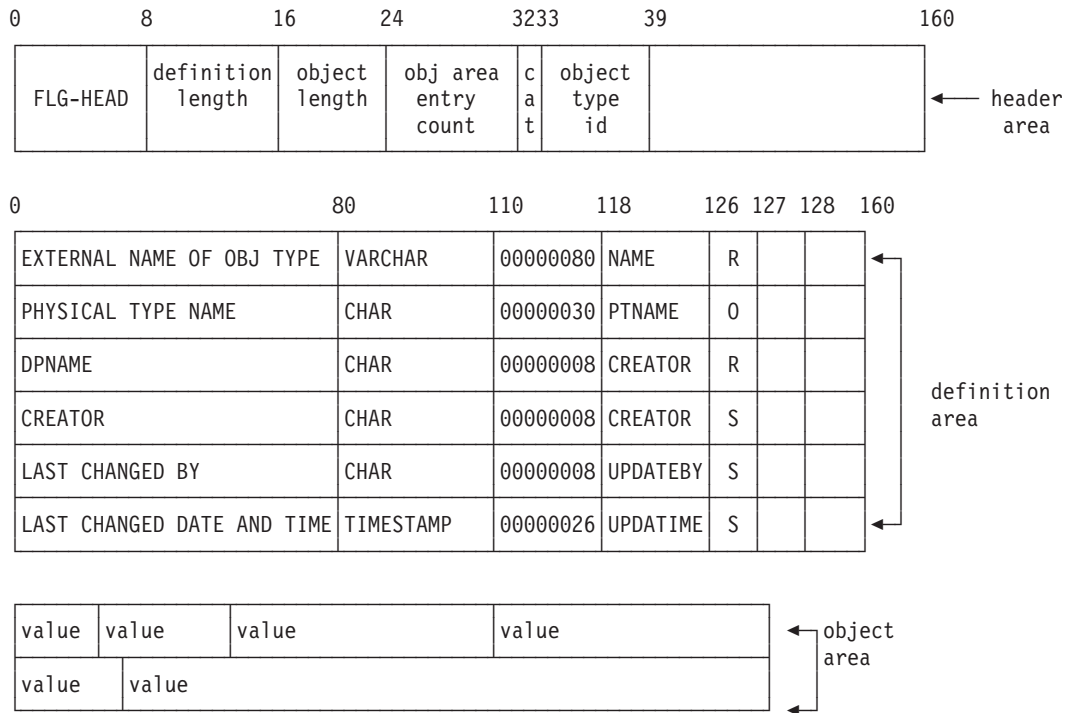 0 8 16 24 3233 39 160
definition object obj area c object
FLG-HEAD length length entry a type header
count t id area
0 80 110 118 126 127 128 160
EXTERNAL NAME OF OBJ TYPE VARCHAR 00000080 NAME R
PHYSICAL TYPE NAME CHAR 00000030 PTNAME O
DPNAME CHAR 00000008 CREATOR R
definition
CREATOR CHAR 00000008 CREATOR S area
LAST CHANGED BY CHAR 00000008 UPDATEBY S
LAST CHANGED DATE AND TIME TIMESTAMP 00000026 UPDATIME S
value value value value object
area
value value